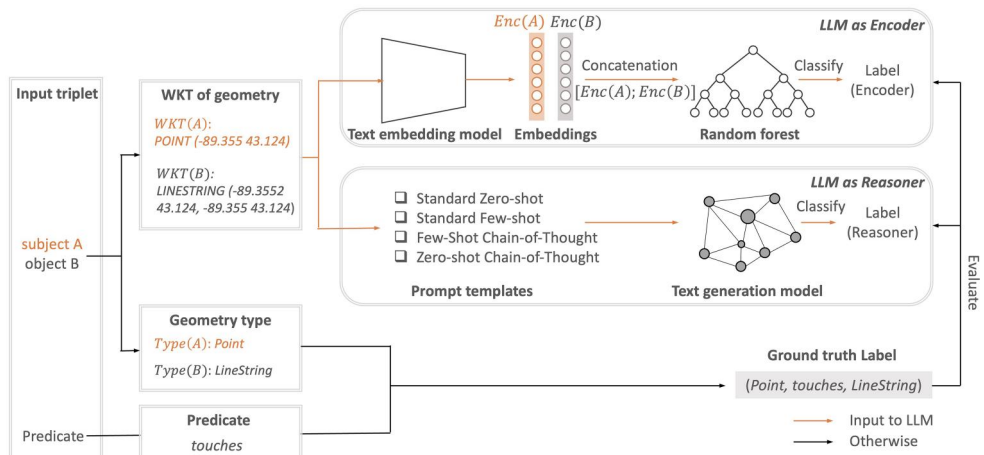 Input triplet
subject A
object B
Predicate
WKT of geometry
WKT(A):
POINT (-89.355 43.124)
WKT(B):
LINESTRING (-89.3552
43.124, -89.355 43.124)
Geometry type
Type(A): Point
Type(B): LineString
Predicate
touches
LLM as Encoder
Enc(A) Enc(B)
Concatenation
[Enc(A); Enc(B)]
Classify
Label
(Encoder)
Text embedding model
Embeddings
Random forest
LLM as Reasoner
Standard Zero-shot
Standard Few-shot
Few-Shot Chain-of-Thought
Zero-shot Chain-of-Thought
Classify
Label
(Reasoner)
Prompt templates
Text generation model
Evaluate
Ground truth Label
(Point, touches, LineString)
Input to LLM
Otherwise